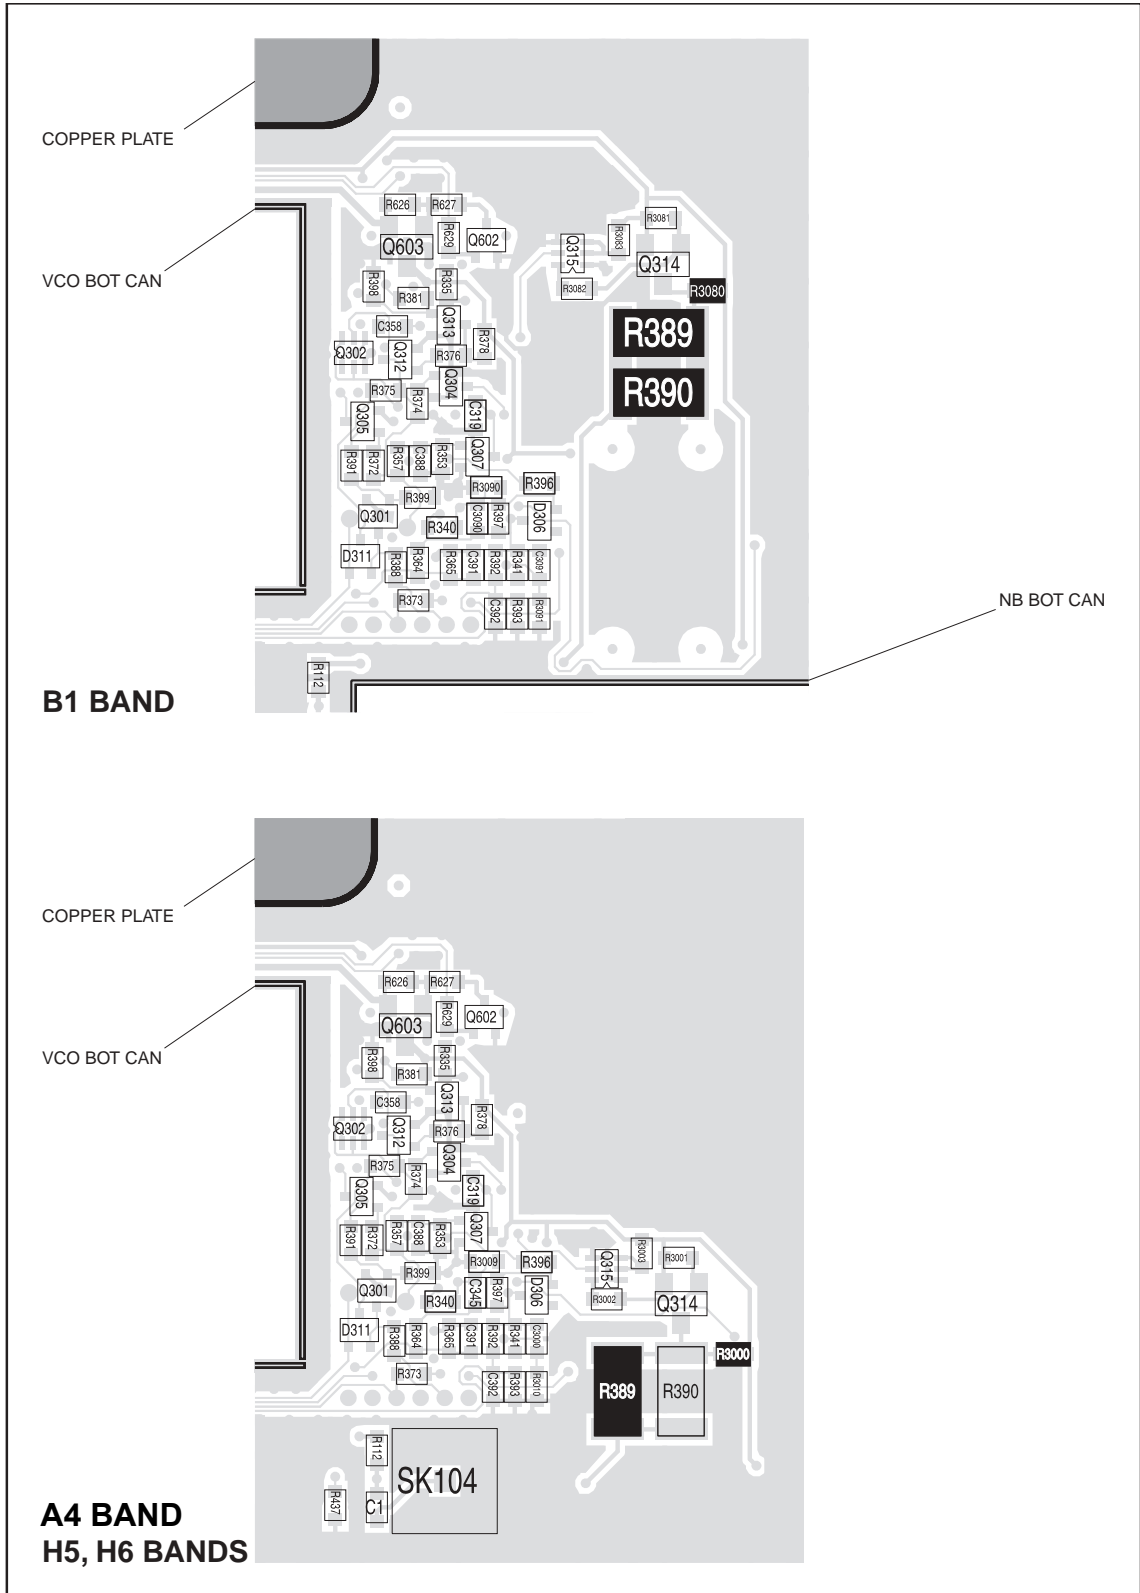 COPPER PLATE
R626 R627
R3081
R629
Q602
Q603
R3083
Q315
Q314
VCO BOT CAN
R398
R335
R381
R3082
R3080
Q313
C358
R378
R389
Q302
Q312
R376
R375
Q304
R374
R390
C319
Q305
R391
R372
R357
C388
R353
Q307
R3090
R396
R399
Q301
R340
C3090
R397
D306
D311
R388
R364
R365
C391
R392
R341
C3091
R373
C392
R393
R3091
NB BOT CAN
R112
B1 BAND
COPPER PLATE
R626 R627
R629
Q602
Q603
VCO BOT CAN
R398
R335
R381
Q313
C358
R378
Q302
Q312
R376
R375
Q304
R374
C319
Q305
R391
R372
R357
C388
R353
Q307
R3009
R396
Q315
R3003
R3001
R399
Q301
R340
C345
R397
D306
R3002
Q314
D311
R388
R364
R365
C391
R392
R341
C3000
R3000
R373
C392
R393
R3010
R389
R390
R112
SK104
R437
C1
A4 BAND
H5, H6 BANDS